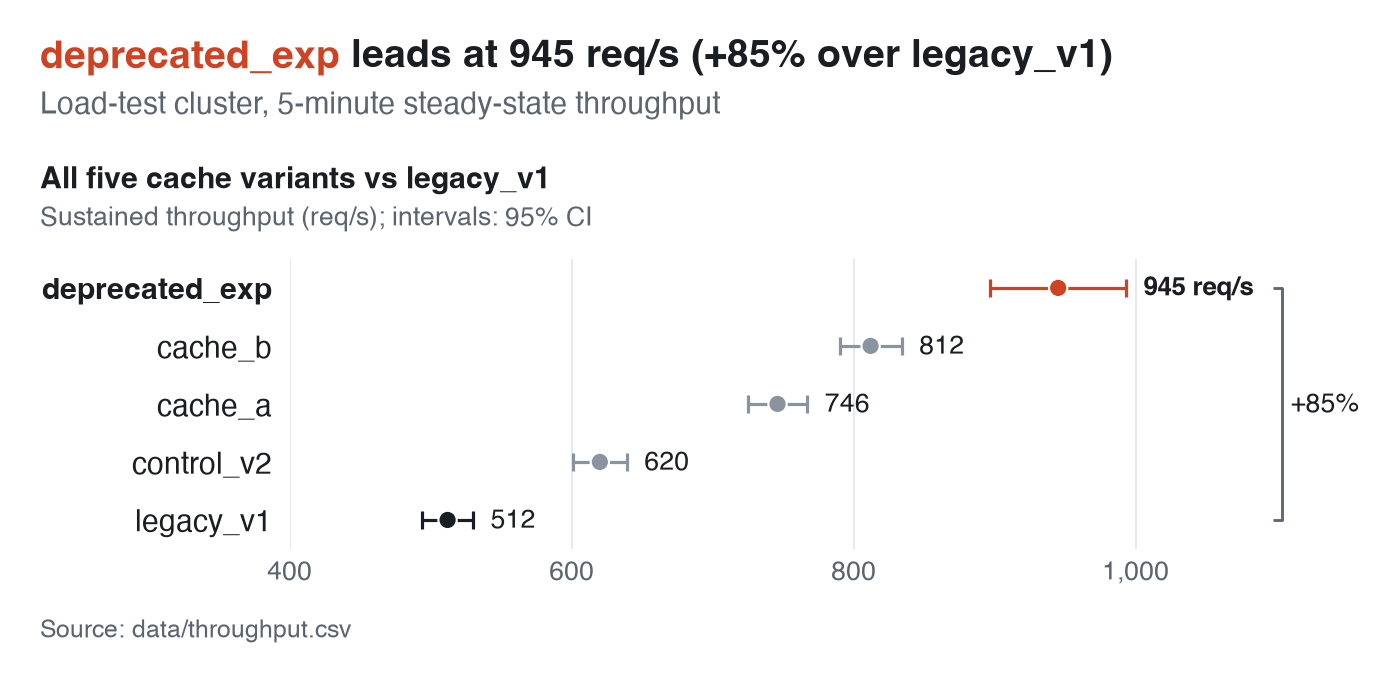 deprecated_exp leads at 945 req/s (+85% over legacy_v1)
Load-test cluster, 5-minute steady-state throughput
All five cache variants vs legacy_v1
Sustained throughput (req/s); intervals: 95% CI
deprecated_exp
945 req/s
cache_b
812
cache_a
746
+85%
control_v2
620
legacy_v1
512
400
600
800
1,000
Source: data/throughput.csv